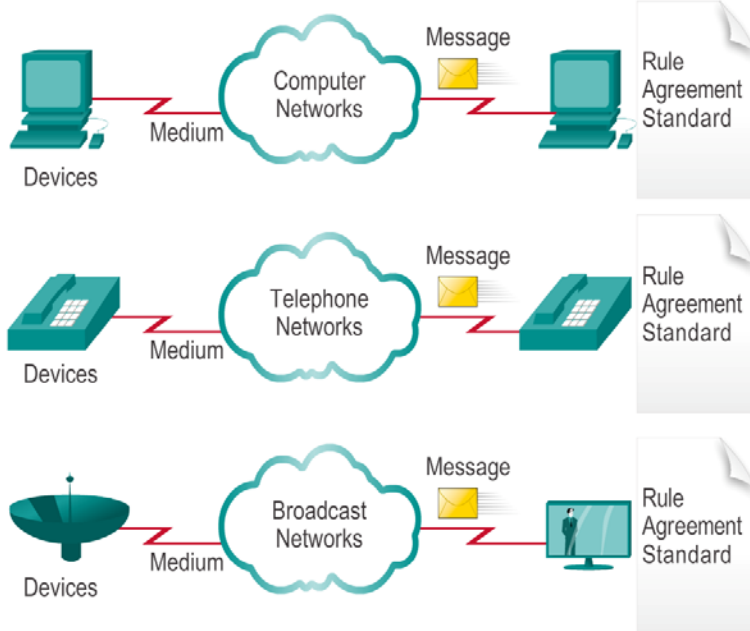 Message
Computer
Networks
Rule
Agreement
Standard
Medium
Devices
Message
Telephone
Networks
Rule
Agreement
Standard
Medium
Devices
Message
Broadcast
Networks
Rule
Agreement
Standard
Medium
Devices